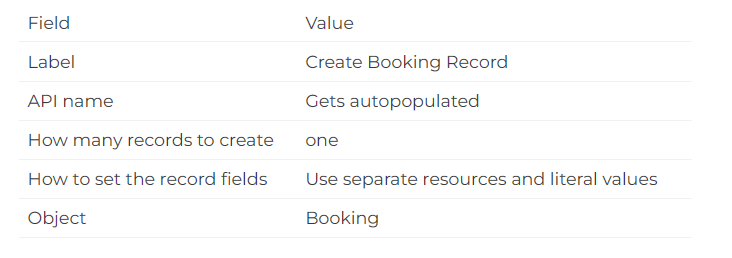 Field Value
Label Create Booking Record
API name Gets autopopulated
How many records to create one
How to set the record fields Use separate resources and literal values
Object Booking